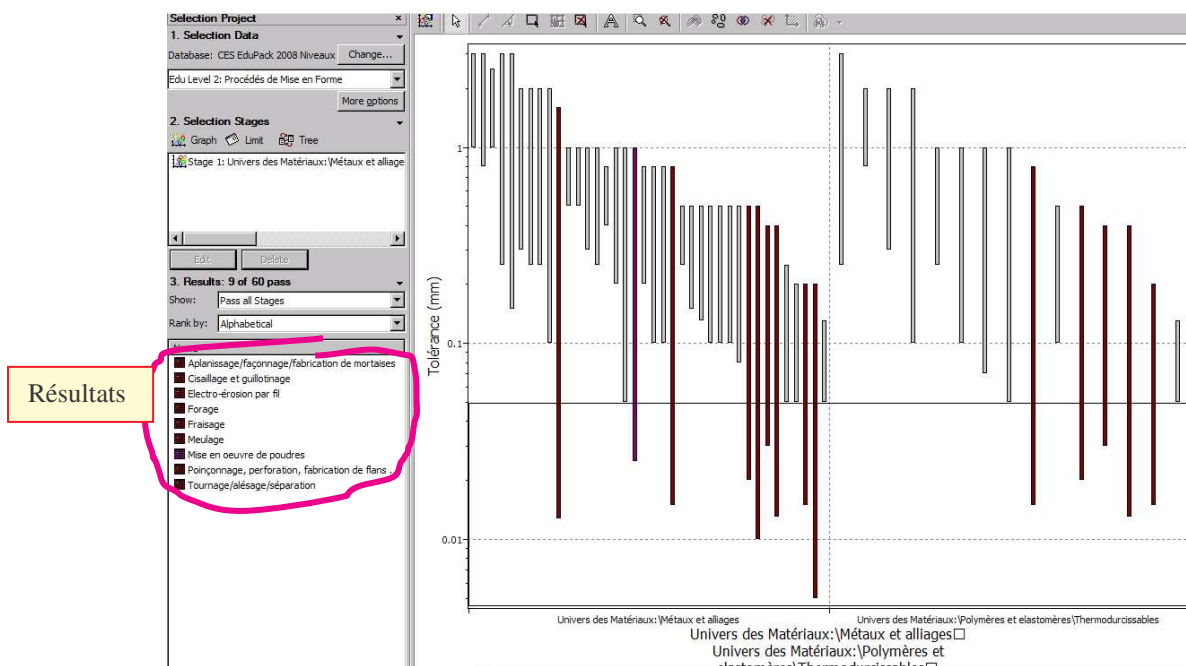 Selection Project ×
1. Selection Data
Database: CES EduPack 2008 Niveaux Change...
Edu Level 2: Procédés de Mise en Forme
More options
2. Selection Stages
Graph Limit Tree
Stage 1: Univers des Matériaux:\Métaux et alliage
Edit Delete
3. Results: 9 of 60 pass
Show: Pass all Stages
Rank by: Alphabetical
Aplanissage/façonnage/fabrication de mortaises
Cisaillage et guillotinage
Electro-érosion par fil
Forage
Fraisage
Meulage
Mise en oeuvre de poudres
Poinçonnage, perforation, fabrication de flans .
Tournage/alésage/séparation
Résultats
Tolérance (mm)
1
0.1
0.01
Univers des Matériaux:\Métaux et alliages Univers des Matériaux:\Polymères et elastomères\Thermodurcissables
Univers des Matériaux:\Métaux et alliages□
Univers des Matériaux:\Polymères et
elastomères\Thermodurcissables□